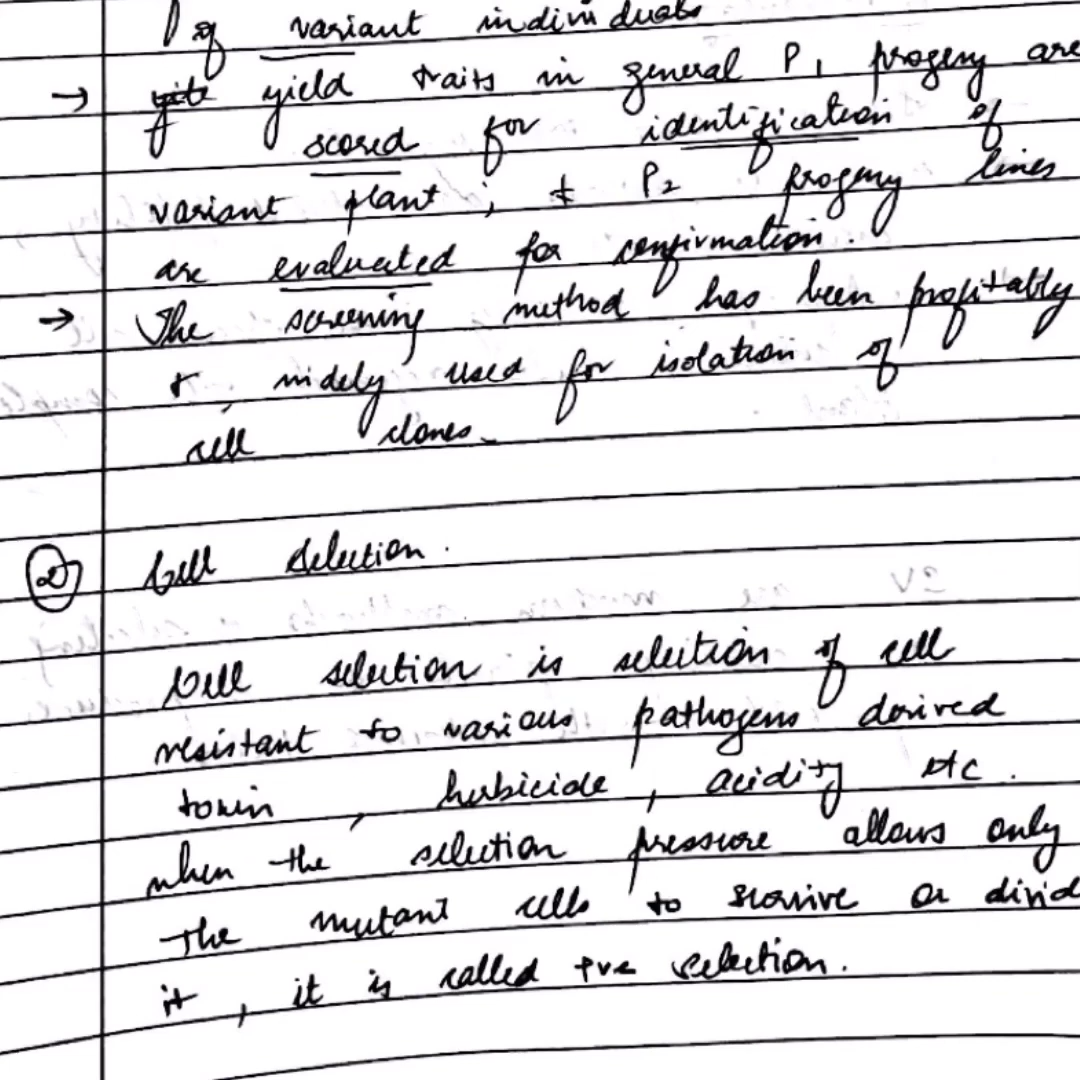 of variant individuals
→ yield traits in general P1 progeny are
scored for identification of
variant plant ; & P2 progeny lines
are evaluated for confirmation.
→ The screening method has been profitably
& widely used for isolation of
cell clones.
② Cell selection.
Cell selection is selection of cell
resistant to various pathogens derived
toxin , herbicide , acidity etc.
when the selection pressure allows only
the mutant cells to survive or divid
it , it is called +ve selection.